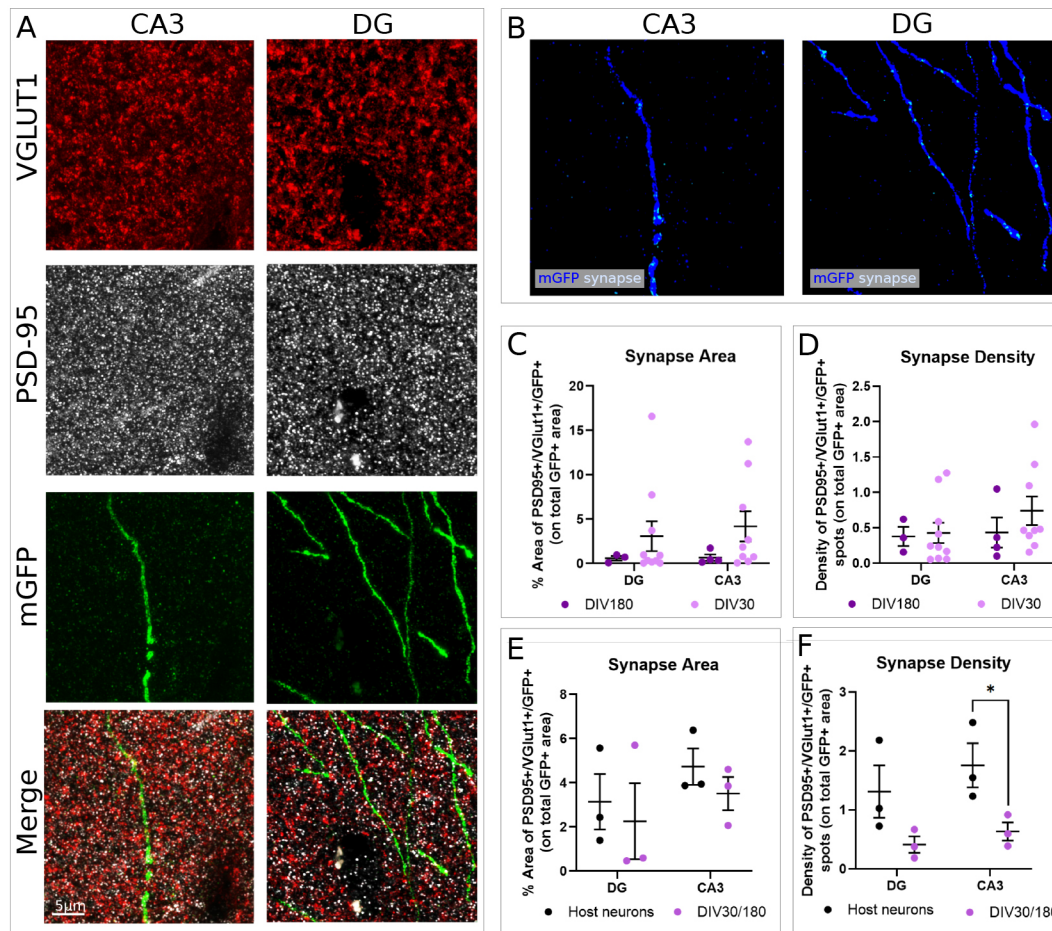 A
CA3
DG
VGLUT1
PSD-95
mGFP
Merge
5µm
B
CA3
DG
mGFP synapse
mGFP synapse
C
Synapse Area
% Area of PSD95+/VGlut1+/GFP+
(on total GFP+ area)
20
15
10
5
0
DG
CA3
DIV180
DIV30
D
Synapse Density
Density of PSD95+/VGlut1+/GFP+
spots (on total GFP+ area)
2.5
2.0
1.5
1.0
0.5
0.0
DG
CA3
DIV180
DIV30
E
Synapse Area
% Area of PSD95+/VGlut1+/GFP+
(on total GFP+ area)
8
6
4
2
0
DG
CA3
Host neurons
DIV30/180
F
Synapse Density
Density of PSD95+/VGlut1+/GFP+
spots (on total GFP+ area)
3
2
1
0
*
DG
CA3
Host neurons
DIV30/180